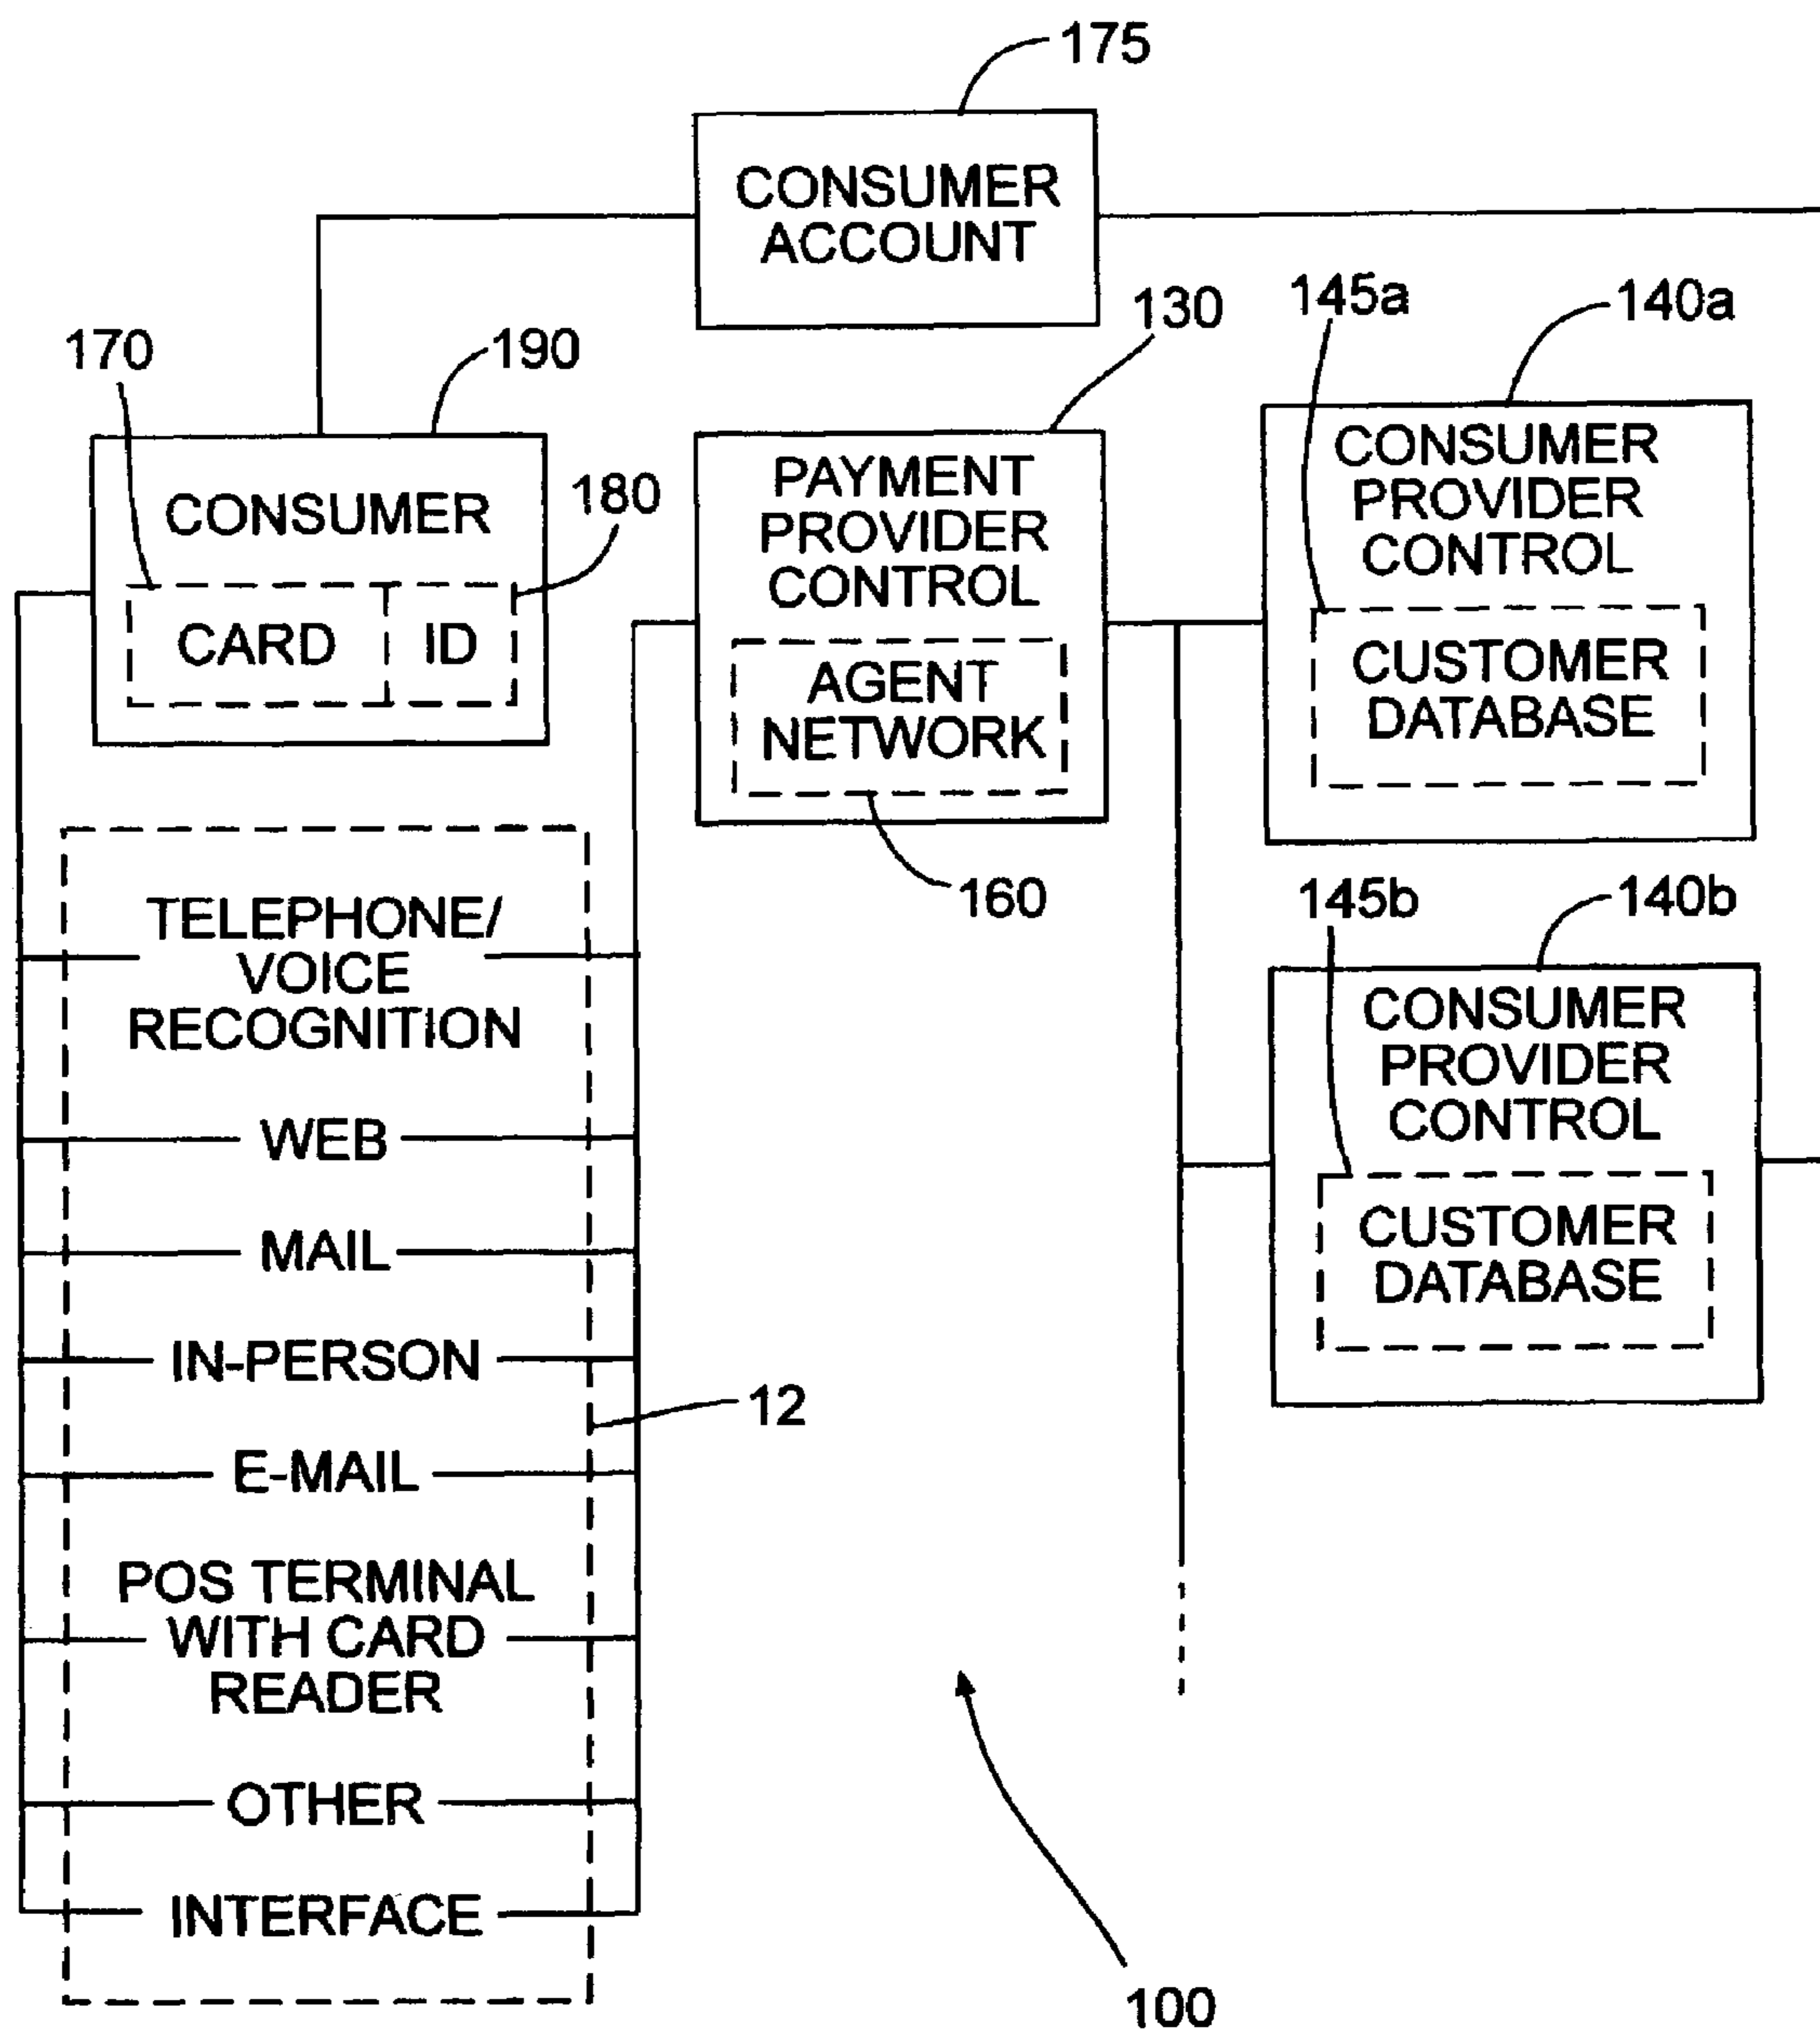 175
CONSUMER
ACCOUNT
130
145a
140a
170
190
CONSUMER
180
CARD
ID
PAYMENT
PROVIDER
CONTROL
AGENT
NETWORK
160
CONSUMER
PROVIDER
CONTROL
CUSTOMER
DATABASE
145b
140b
CONSUMER
PROVIDER
CONTROL
CUSTOMER
DATABASE
TELEPHONE/
VOICE
RECOGNITION
WEB
MAIL
IN-PERSON
12
E-MAIL
POS TERMINAL
WITH CARD
READER
OTHER
INTERFACE
100